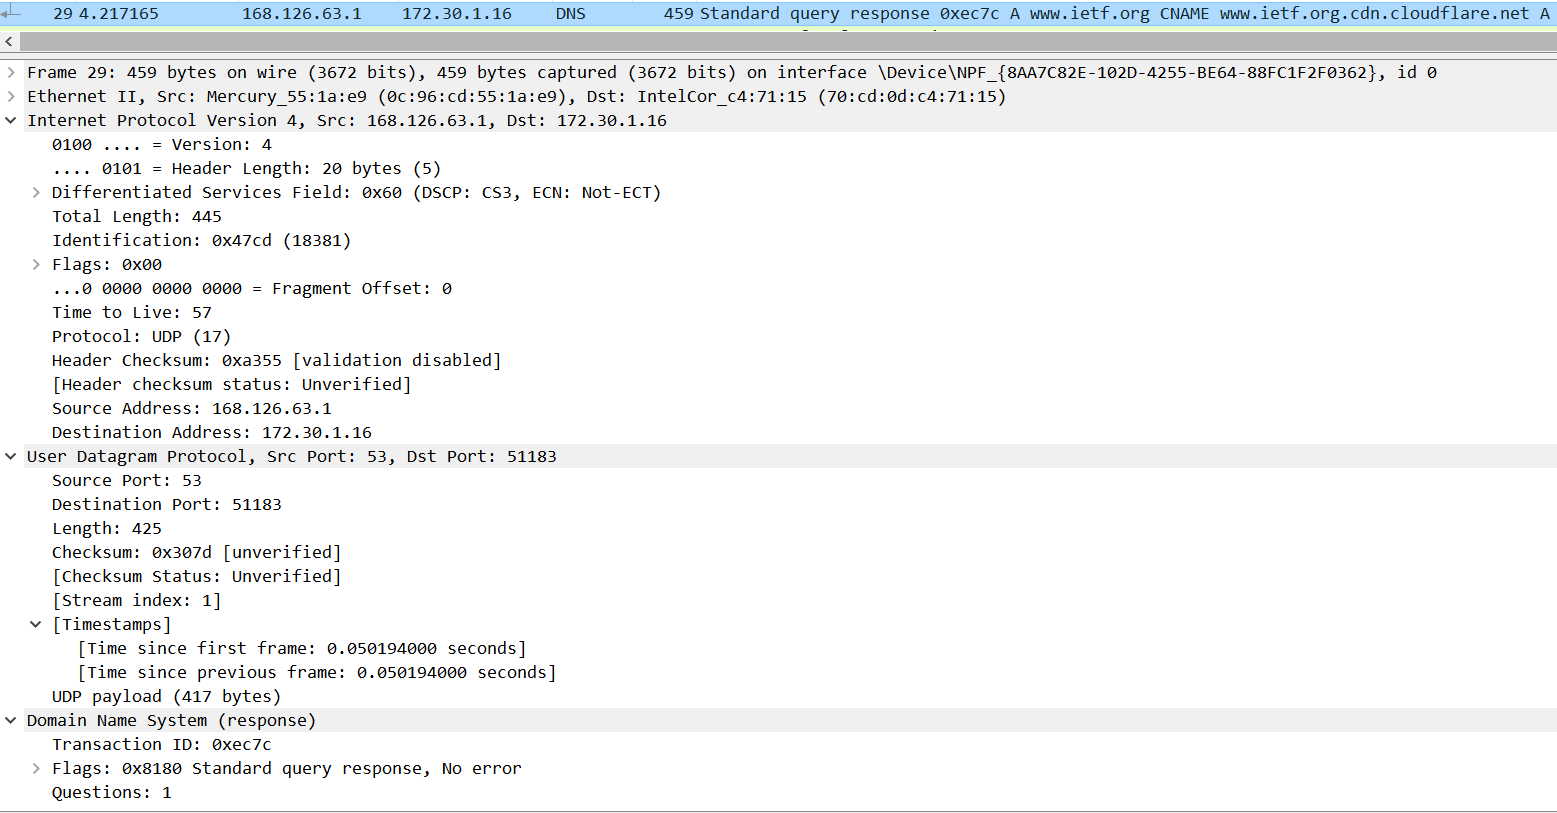 29 4.217165 168.126.63.1 172.30.1.16 DNS 459 Standard query response 0xec7c A www.ietf.org CNAME www.ietf.org.cdn.cloudflare.net A
Frame 29: 459 bytes on wire (3672 bits), 459 bytes captured (3672 bits) on interface \Device\NPF_{8AA7C82E-102D-4255-BE64-88FC1F2F0362}, id 0
Ethernet II, Src: Mercury_55:1a:e9 (0c:96:cd:55:1a:e9), Dst: IntelCor_c4:71:15 (70:cd:0d:c4:71:15)
Internet Protocol Version 4, Src: 168.126.63.1, Dst: 172.30.1.16
0100 .... = Version: 4
.... 0101 = Header Length: 20 bytes (5)
Differentiated Services Field: 0x60 (DSCP: CS3, ECN: Not-ECT)
Total Length: 445
Identification: 0x47cd (18381)
Flags: 0x00
...0 0000 0000 0000 = Fragment Offset: 0
Time to Live: 57
Protocol: UDP (17)
Header Checksum: 0xa355 [validation disabled]
[Header checksum status: Unverified]
Source Address: 168.126.63.1
Destination Address: 172.30.1.16
User Datagram Protocol, Src Port: 53, Dst Port: 51183
Source Port: 53
Destination Port: 51183
Length: 425
Checksum: 0x307d [unverified]
[Checksum Status: Unverified]
[Stream index: 1]
[Timestamps]
[Time since first frame: 0.050194000 seconds]
[Time since previous frame: 0.050194000 seconds]
UDP payload (417 bytes)
Domain Name System (response)
Transaction ID: 0xec7c
Flags: 0x8180 Standard query response, No error
Questions: 1